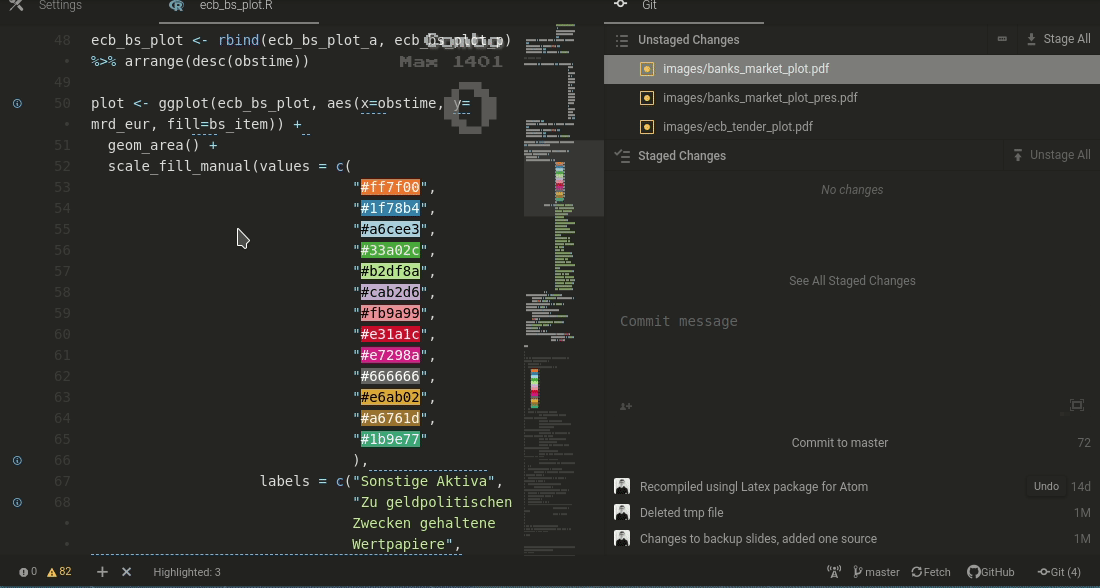 Settings
ecb_bs_plot.R
Git
48 ecb_bs_plot <- rbind(ecb_bs_plot_a, ecb_bs_plot_p)
Combo
• %>% arrange(desc(obstime))
Max 1401
49
0
50 plot <- ggplot(ecb_bs_plot, aes(x=obstime, y=
• mrd_eur, fill=bs_item)) +
51 geom_area() +
52 scale_fill_manual(values = c(
53 "#ff7f00",
54 "#1f78b4",
55 "#a6cee3",
56 "#33a02c",
57 "#b2df8a",
58 "#cab2d6",
59 "#fb9a99",
60 "#e31a1c",
61 "#e7298a",
62 "#666666",
63 "#e6ab02",
64 "#a6761d",
65 "#1b9e77"
66 ),
67 labels = c("Sonstige Aktiva",
68 "Zu geldpolitischen
• Zwecken gehaltene
• Wertpapiere",
Unstaged Changes
Stage All
images/banks_market_plot.pdf
images/banks_market_plot_pres.pdf
images/ecb_tender_plot.pdf
Staged Changes
Unstage All
No changes
See All Staged Changes
Commit message
Commit to master
72
Recompiled usingl Latex package for Atom
Undo
14d
Deleted tmp file
1M
Changes to backup slides, added one source
1M
0
82
+
Highlighted: 3
master
Fetch
GitHub
Git (4)